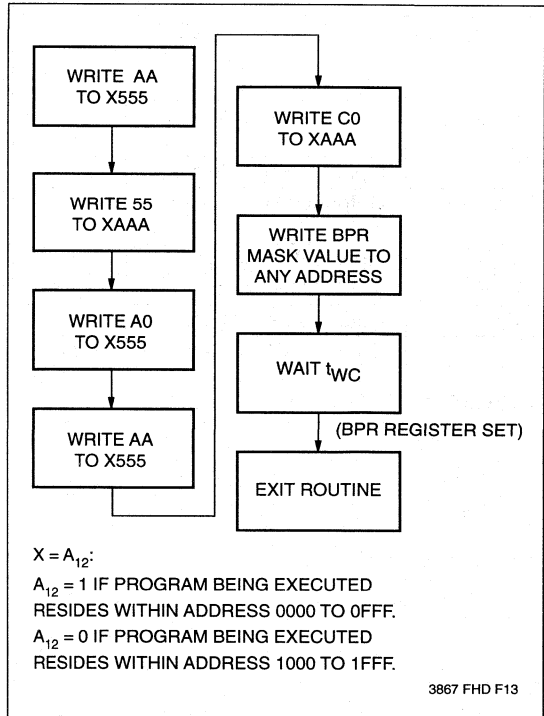 WRITE AA
TO X555
WRITE 55
TO XAAA
WRITE A0
TO X555
WRITE AA
TO X555
WRITE C0
TO XAAA
WRITE BPR
MASK VALUE TO
ANY ADDRESS
WAIT tWC
(BPR REGISTER SET)
EXIT ROUTINE
X = A12:
A12 = 1 IF PROGRAM BEING EXECUTED
RESIDES WITHIN ADDRESS 0000 TO 0FFF.
A12 = 0 IF PROGRAM BEING EXECUTED
RESIDES WITHIN ADDRESS 1000 TO 1FFF.
3867 FHD F13